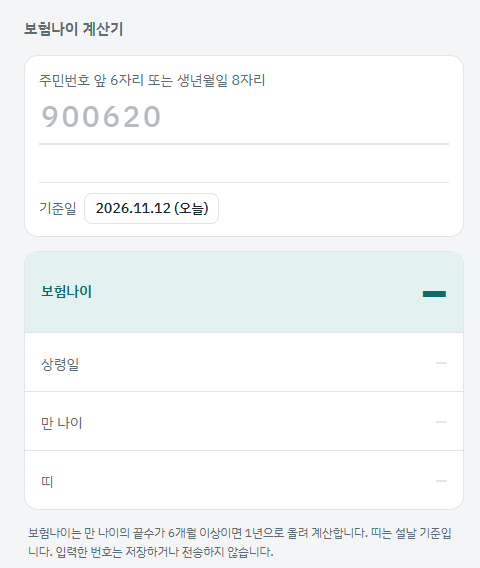 보험나이 계산기
주민번호 앞 6자리 또는 생년월일 8자리
900620
기준일 2026.11.12 (오늘)
보험나이 –
상령일 –
만 나이 –
띠 –
보험나이는 만 나이의 끝수가 6개월 이상이면 1년으로 올려 계산합니다. 띠는 설날 기준입
니다. 입력한 번호는 저장하거나 전송하지 않습니다.